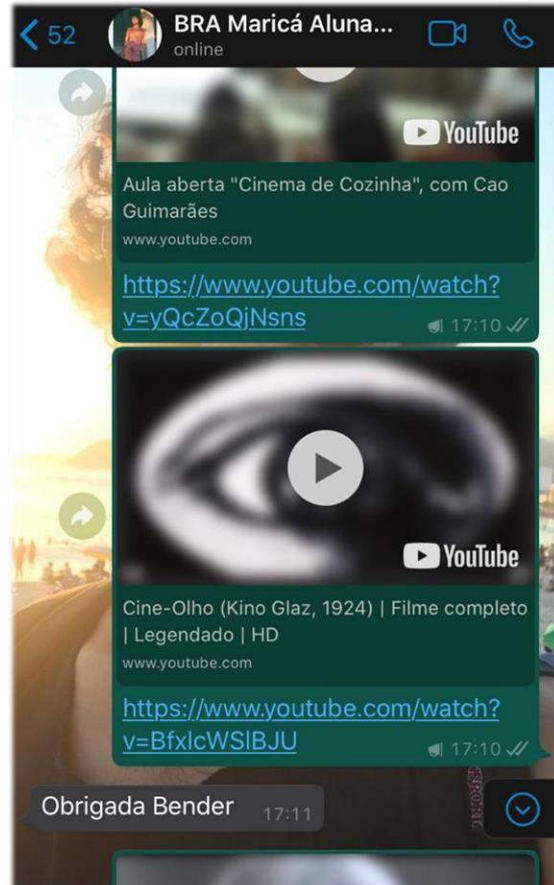 52
BRA Maricá Aluna...
online
YouTube
Aula aberta "Cinema de Cozinha", com Cao
Guimarães
www.youtube.com
https://www.youtube.com/watch?
v=yQcZoQjNsns
17:10
YouTube
Cine-Olho (Kino Glaz, 1924) | Filme completo
| Legendado | HD
www.youtube.com
https://www.youtube.com/watch?
v=BfxlcWSlBJU
17:10
Obrigada Bender 17:11